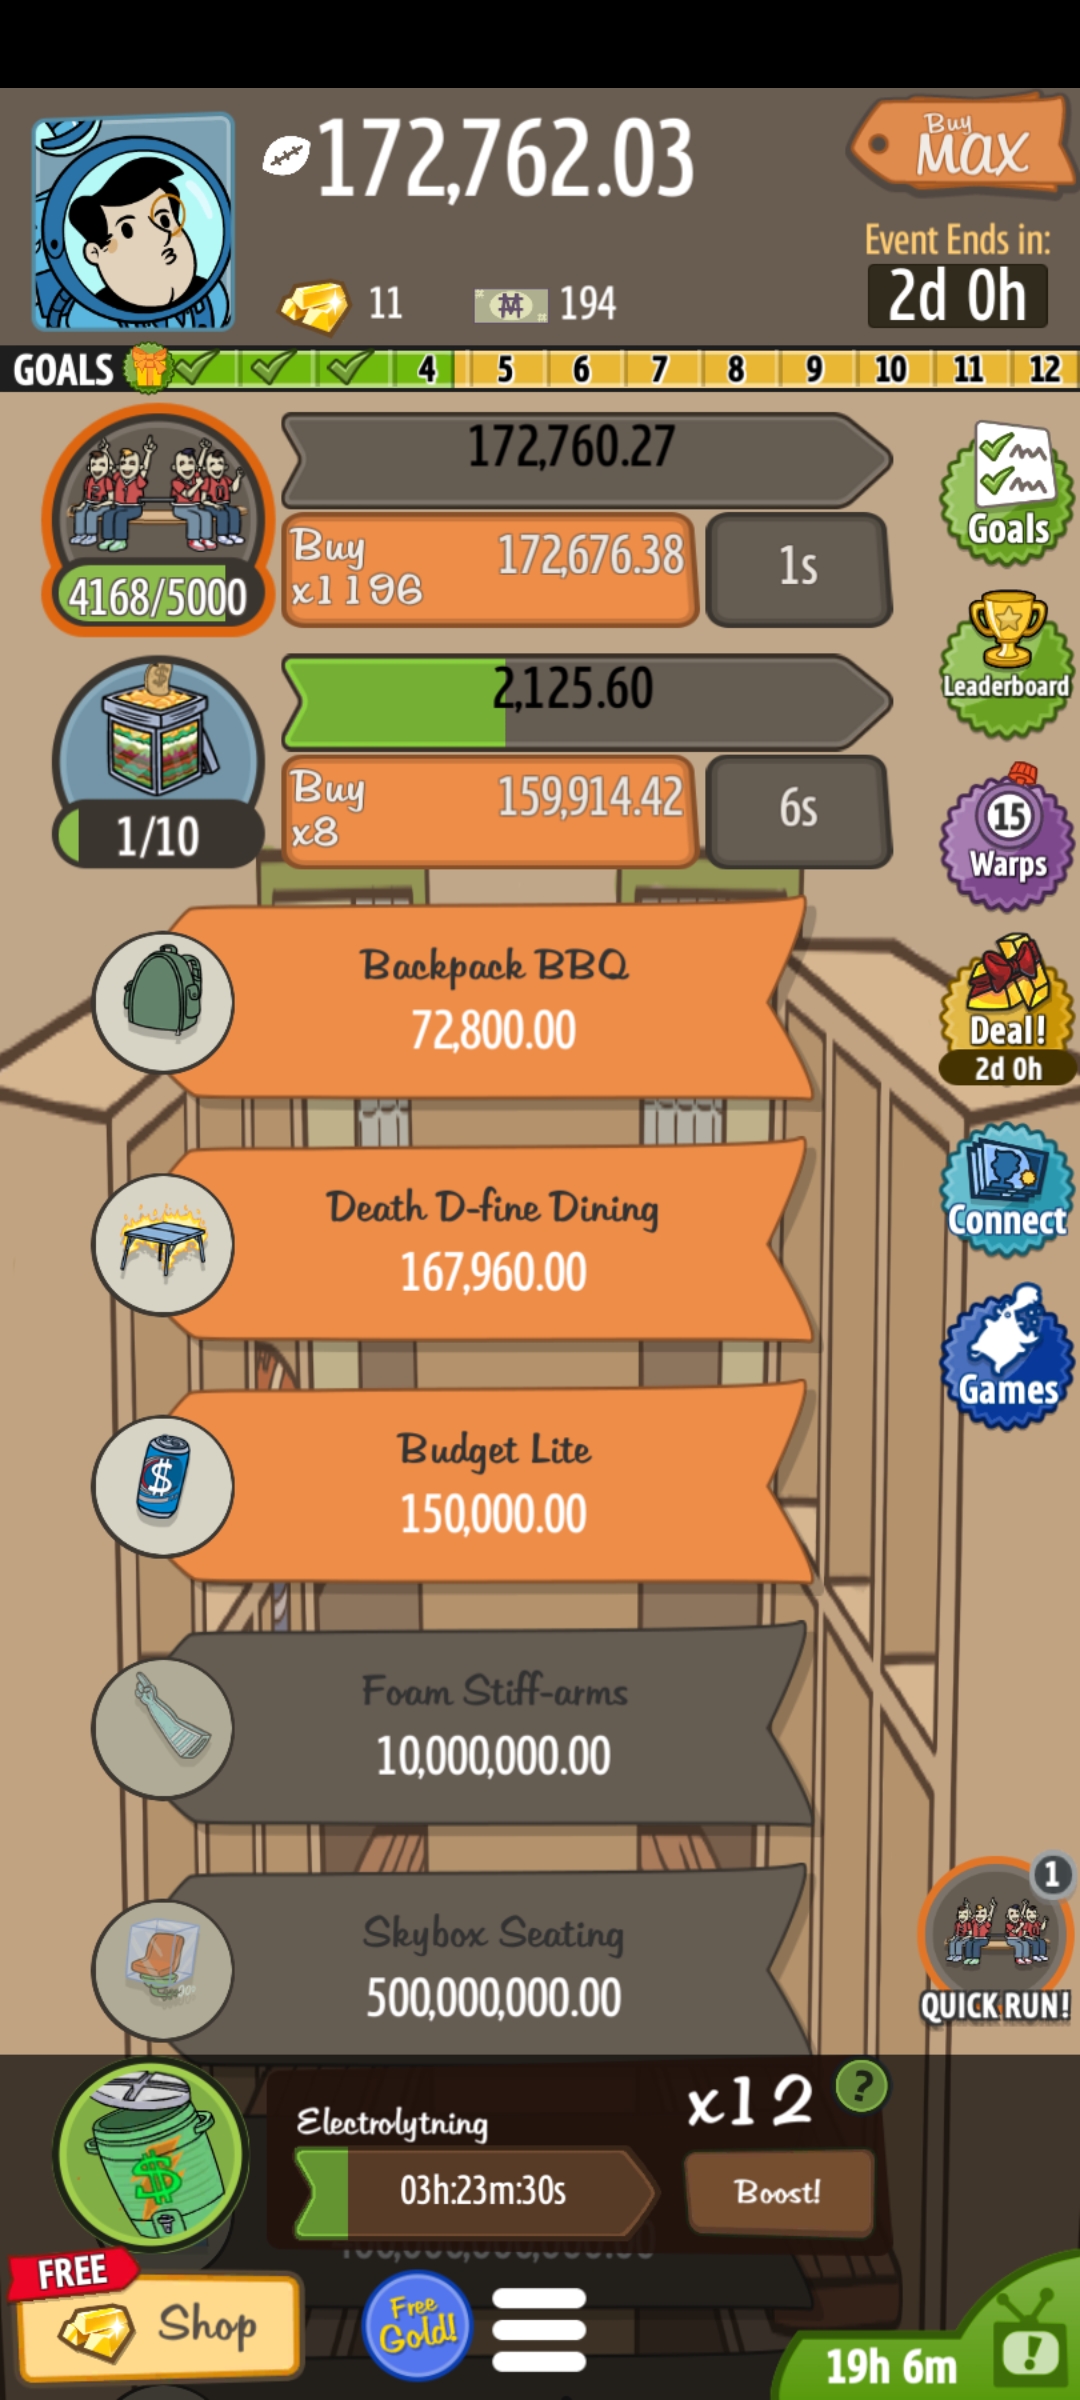 172,762.03
Buy
MAX
11
194
Event Ends in:
2d 0h
GOALS 4 5 6 7 8 9 10 11 12
172,760.27
Buy
x1196
172,676.38
1s
4168/5000
Goals
2,125.60
Buy
x8
159,914.42
6s
1/10
Leaderboard
15
Warps
Backpack BBQ
72,800.00
Deal!
2d 0h
Death D-fine Dining
167,960.00
Connect
Budget Lite
150,000.00
Games
Foam Stiff-arms
10,000,000.00
Skybox Seating
500,000,000.00
1
QUICK RUN!
Electrolytning
x12
?
03h:23m:30s
Boost!
FREE
Shop
Free
Gold!
19h 6m